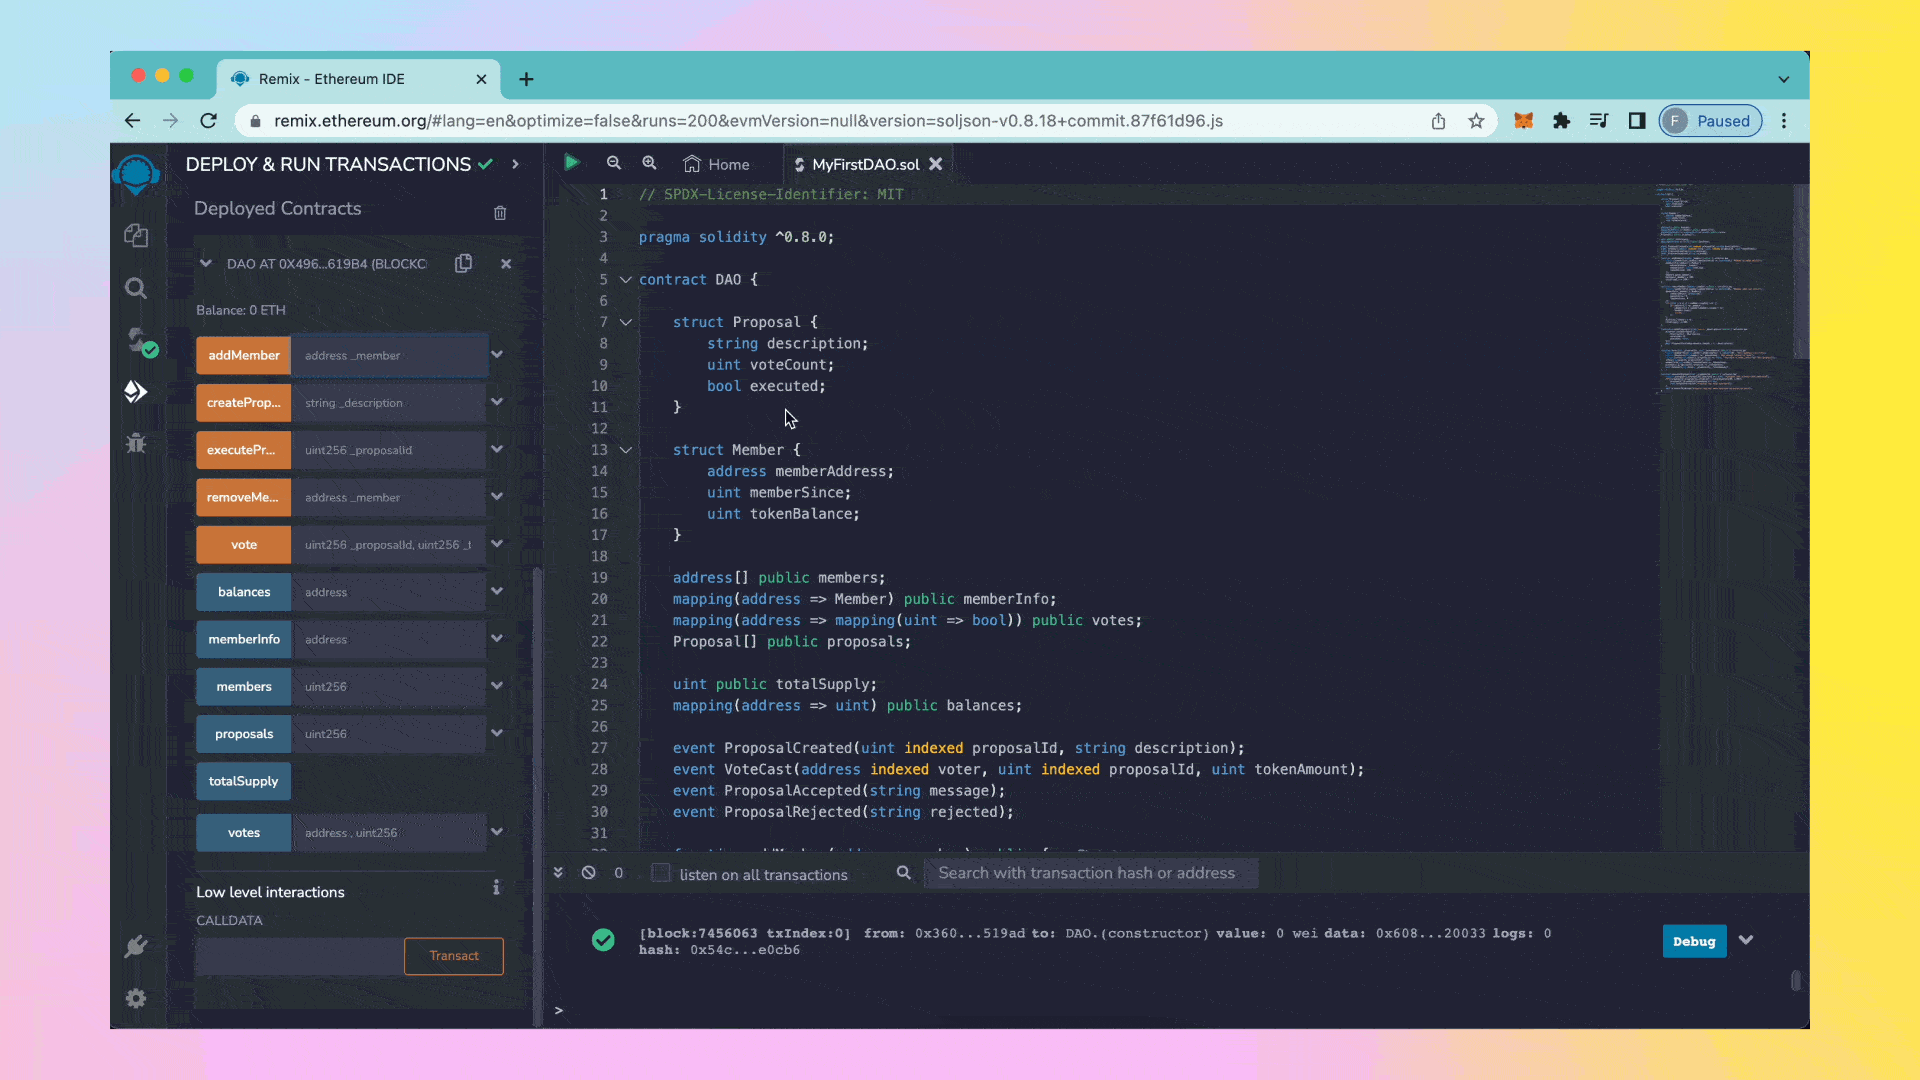 Remix - Ethereum IDE
remix.ethereum.org/#lang=en&optimize=false&runs=200&evmVersion=null&version=soljson-v0.8.18+commit.87f61d96.js
F Paused
DEPLOY & RUN TRANSACTIONS
Deployed Contracts
DAO AT 0X496...619B4 (BLOCKC
Balance: 0 ETH
addMember address _member
createProp... string _description
executePr... uint256 _proposalId
removeMe... address _member
vote uint256 _proposalId, uint256 _t
balances address
memberInfo address
members uint256
proposals uint256
totalSupply
votes address , uint256
Low level interactions
CALLDATA
Transact
Home
MyFirstDAO.sol
1 // SPDX-License-Identifier: MIT
2
3 pragma solidity ^0.8.0;
4
5 contract DAO {
6
7 struct Proposal {
8 string description;
9 uint voteCount;
10 bool executed;
11 }
12
13 struct Member {
14 address memberAddress;
15 uint memberSince;
16 uint tokenBalance;
17 }
18
19 address[] public members;
20 mapping(address => Member) public memberInfo;
21 mapping(address => mapping(uint => bool)) public votes;
22 Proposal[] public proposals;
23
24 uint public totalSupply;
25 mapping(address => uint) public balances;
26
27 event ProposalCreated(uint indexed proposalId, string description);
28 event VoteCast(address indexed voter, uint indexed proposalId, uint tokenAmount);
29 event ProposalAccepted(string message);
30 event ProposalRejected(string rejected);
31
0 listen on all transactions
Search with transaction hash or address
[block:7456063 txIndex:0] from: 0x360...519ad to: DAO.(constructor) value: 0 wei data: 0x608...20033 logs: 0
hash: 0x54c...e0cb6
Debug
>